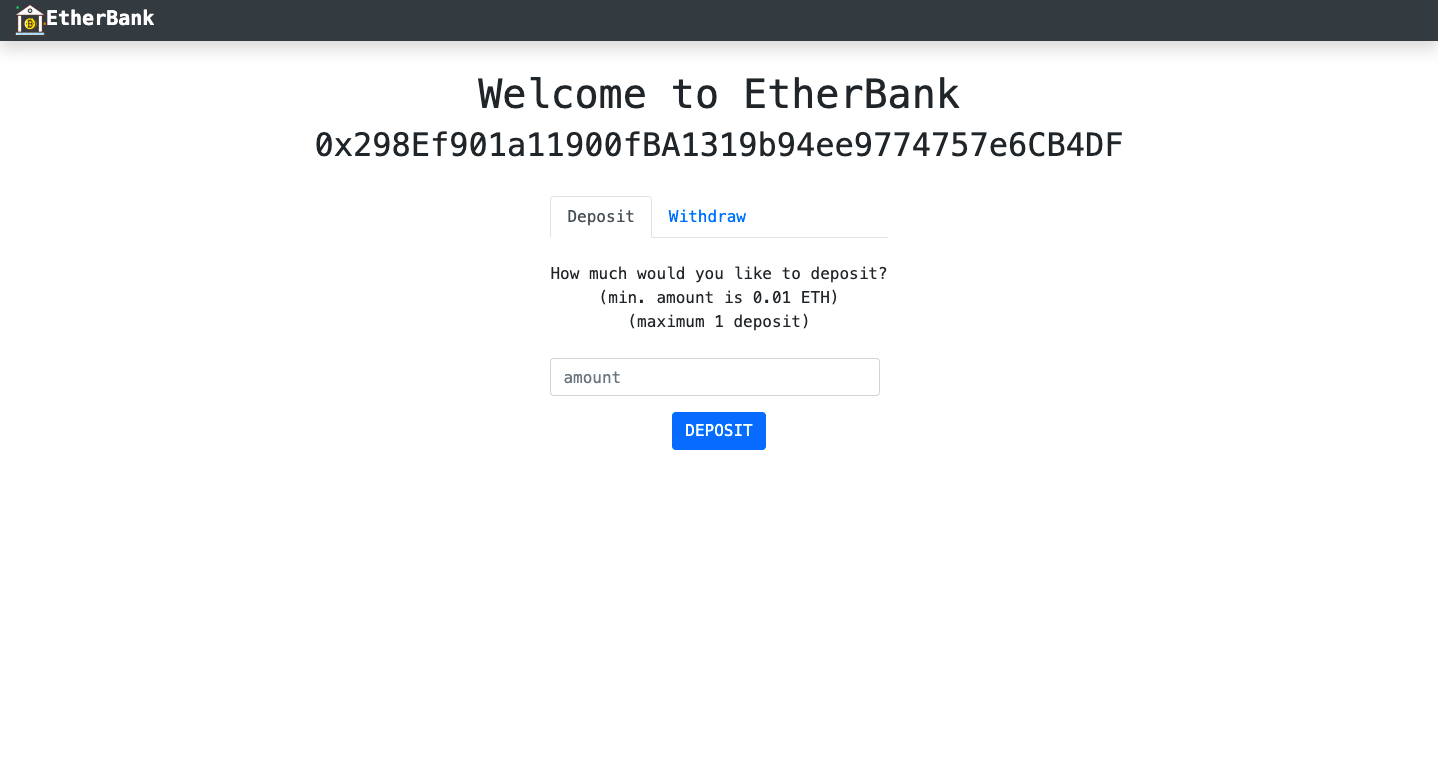 EtherBank
Welcome to EtherBank
0x298Ef901a11900fBA1319b94ee9774757e6CB4DF
Deposit Withdraw
How much would you like to deposit?
(min. amount is 0.01 ETH)
(maximum 1 deposit)
amount
DEPOSIT